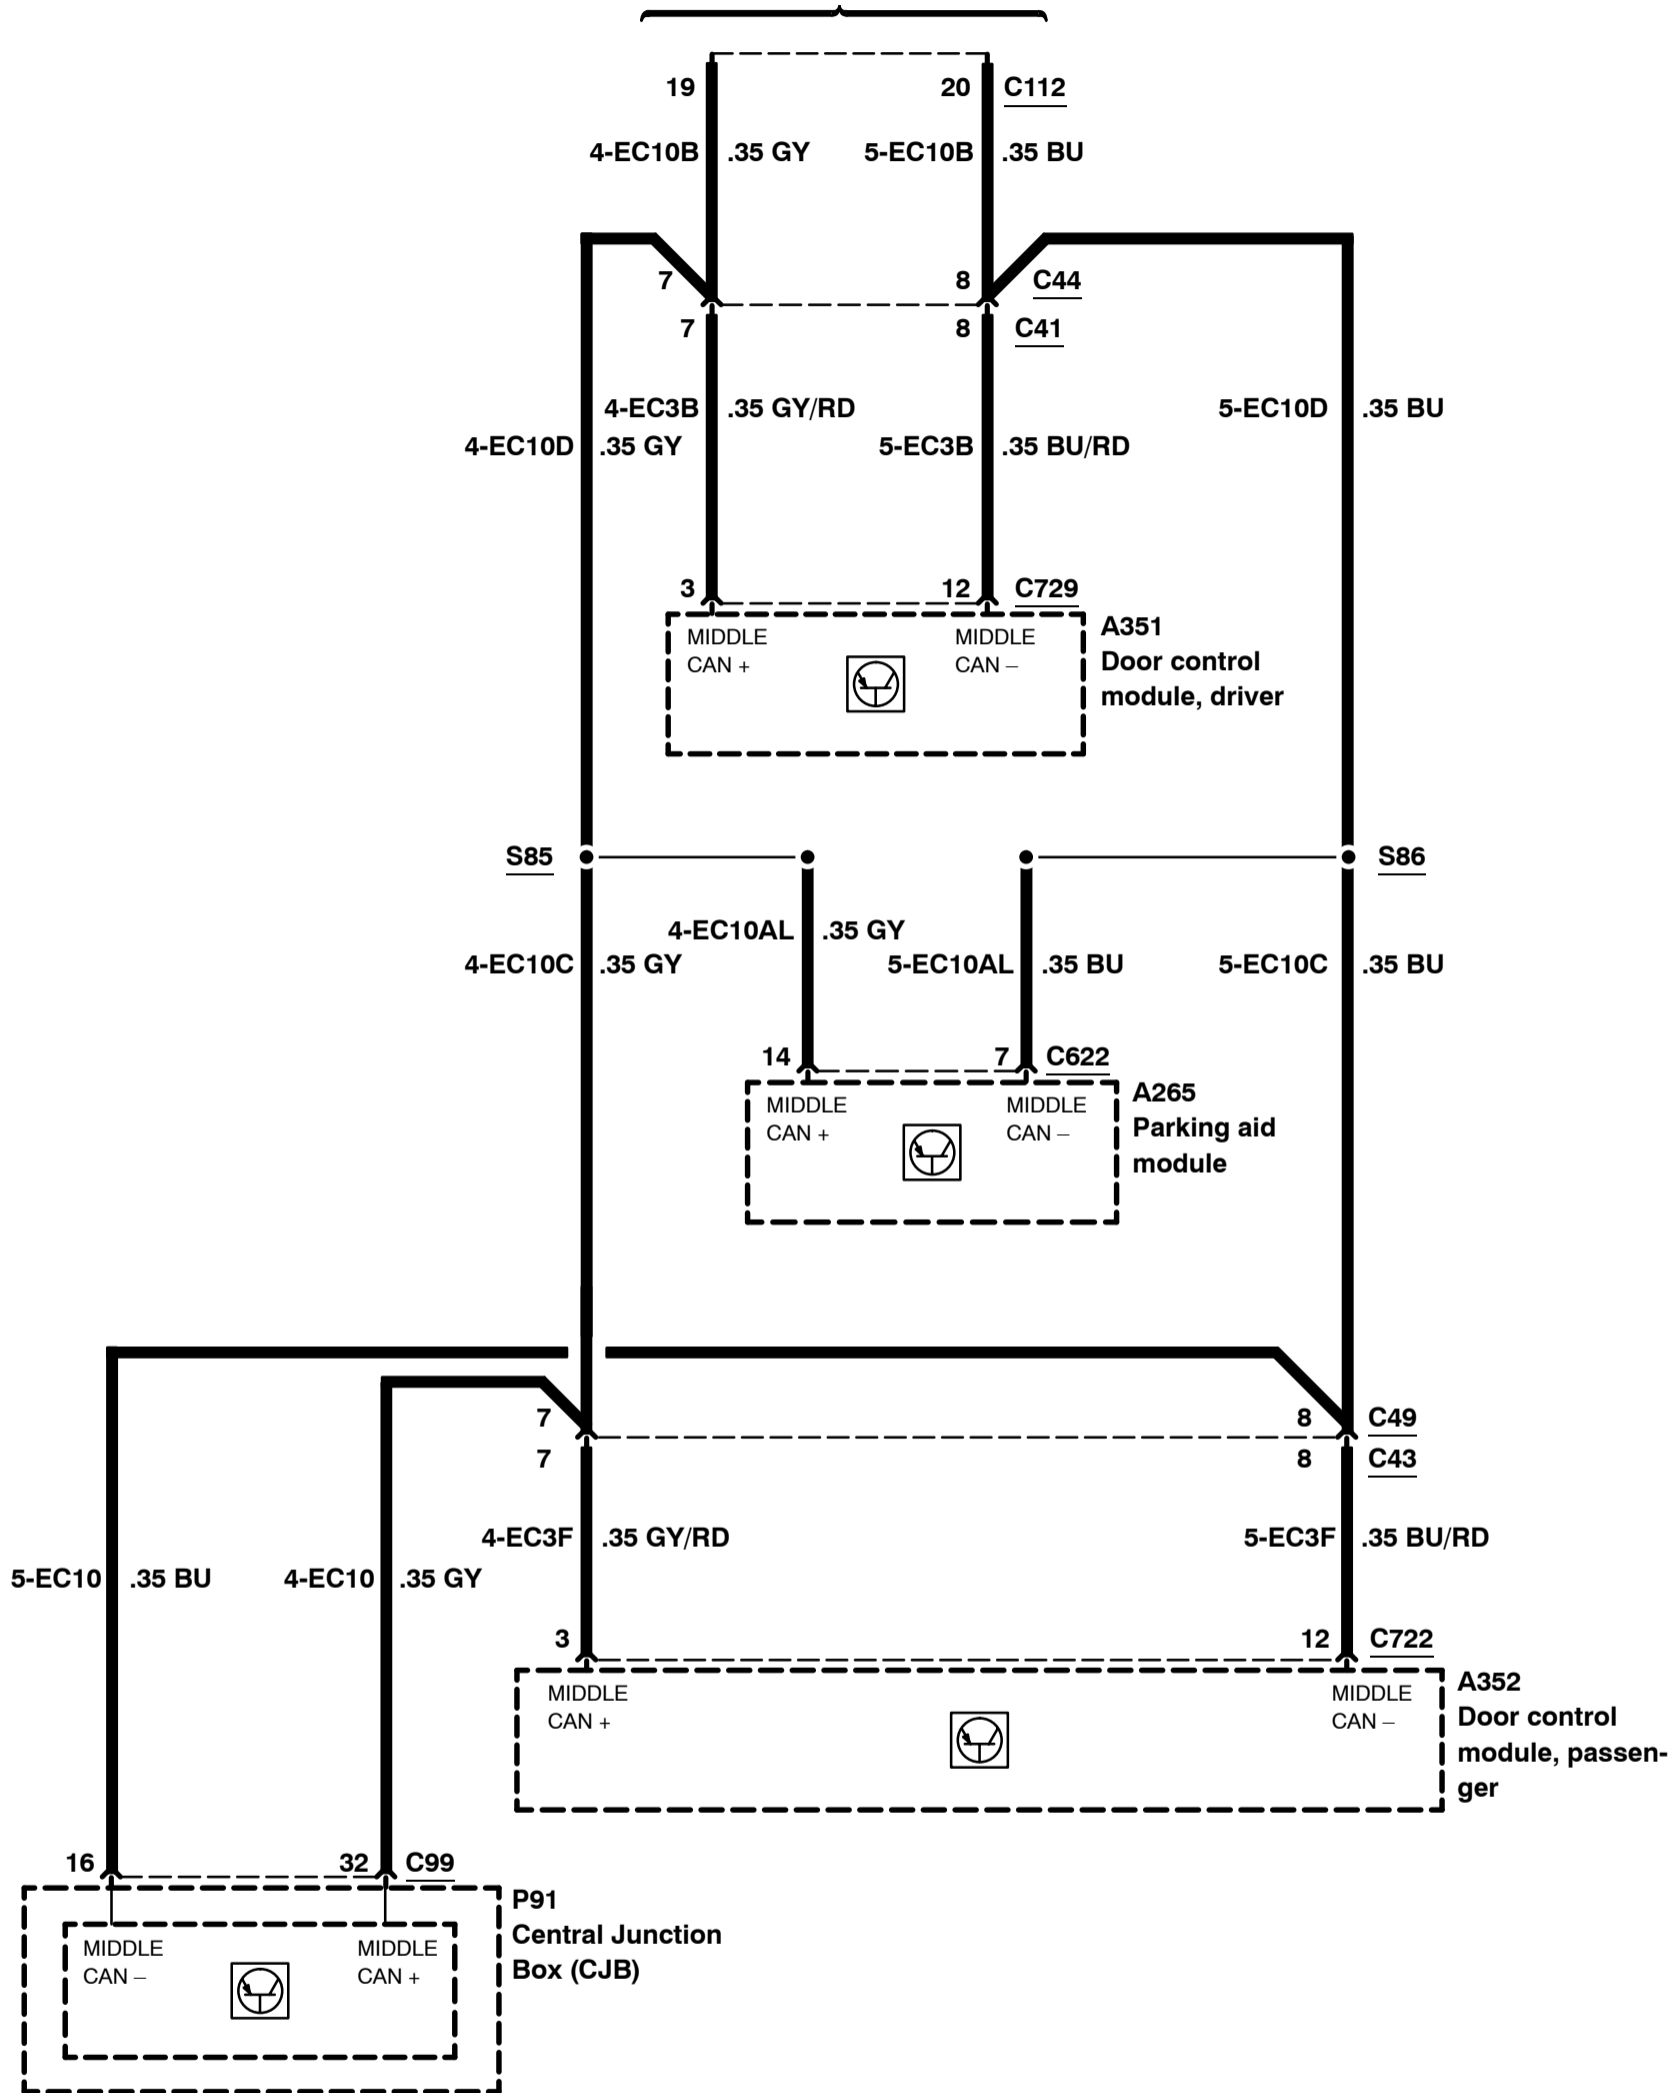 19 20 C112
4-EC10B .35 GY 5-EC10B .35 BU
7 8 C44
7 8 C41
4-EC3B .35 GY/RD 5-EC10D .35 BU
4-EC10D .35 GY 5-EC3B .35 BU/RD
3 12 C729
MIDDLE CAN +
MIDDLE CAN –
A351
Door control
module, driver
S85 S86
4-EC10AL .35 GY
4-EC10C .35 GY 5-EC10AL .35 BU 5-EC10C .35 BU
14 7 C622
MIDDLE CAN +
MIDDLE CAN –
A265
Parking aid
module
7 8 C49
7 8 C43
4-EC3F .35 GY/RD 5-EC3F .35 BU/RD
5-EC10 .35 BU 4-EC10 .35 GY
3 12 C722
MIDDLE CAN +
MIDDLE CAN –
A352
Door control
module, passen-
ger
16 32 C99
P91
Central Junction
Box (CJB)
MIDDLE CAN –
MIDDLE CAN +